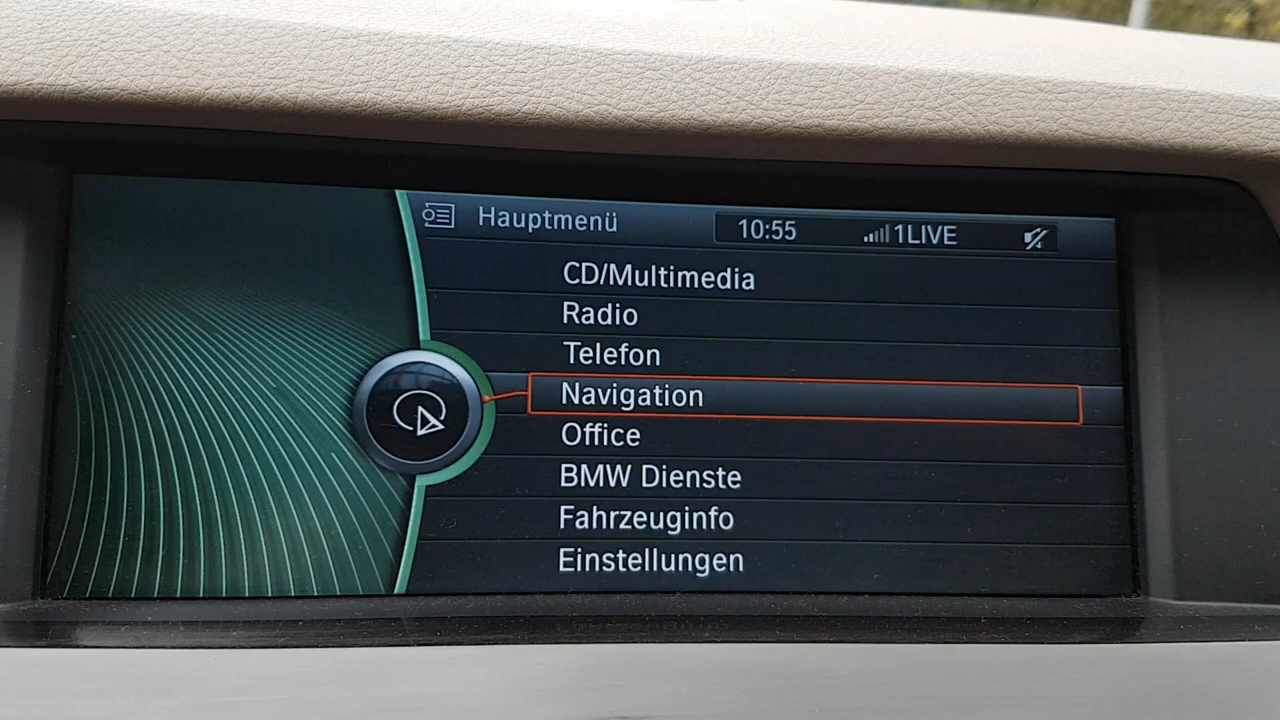 Hauptmenü 10:55 1LIVE
CD/Multimedia
Radio
Telefon
Navigation
Office
BMW Dienste
Fahrzeuginfo
Einstellungen